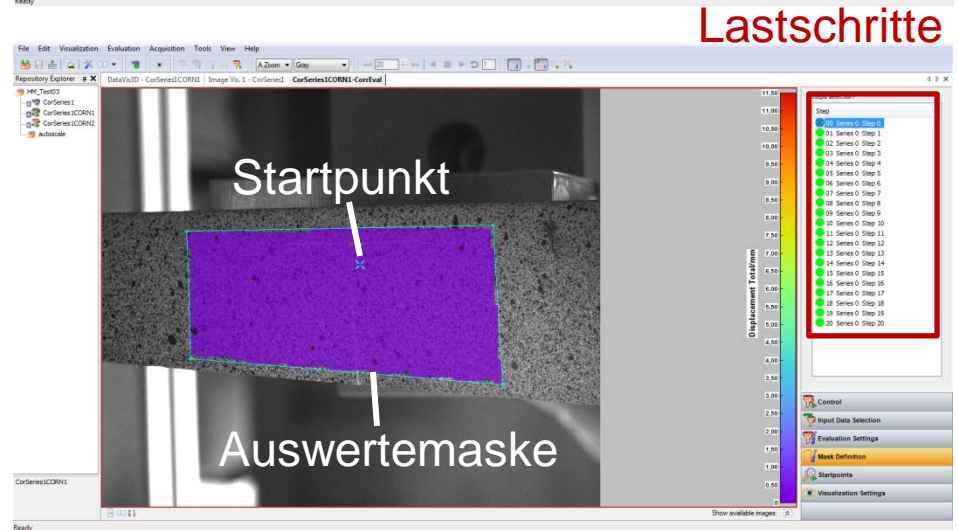 Ready
Lastschritte
File Edit Visualization Evaluation Acquisition Tools View Help
A.Zoom Gray 20 1
Repository Explorer
DataVis3D - CorSeries1CORN1 Image Vis. 1 - CorSeries1 CorSeries1CORN1-CorrEval
HM_Test03
CorSeries1
CorSeries1CORN1
CorSeries1CORN2
autoscale
Startpunkt
Auswertemaske
11,50
11,00
10,50
10,00
9,50
9,00
8,50
8,00
7,50
7,00
6,50
6,00
5,50
5,00
4,50
4,00
3,50
3,00
2,50
2,00
1,50
1,00
0,50
0
Displacement Total/mm
Step
00 Series 0 Step 0
01 Series 0 Step 1
02 Series 0 Step 2
03 Series 0 Step 3
04 Series 0 Step 4
05 Series 0 Step 5
06 Series 0 Step 6
07 Series 0 Step 7
08 Series 0 Step 8
09 Series 0 Step 9
10 Series 0 Step 10
11 Series 0 Step 11
12 Series 0 Step 12
13 Series 0 Step 13
14 Series 0 Step 14
15 Series 0 Step 15
16 Series 0 Step 16
17 Series 0 Step 17
18 Series 0 Step 18
19 Series 0 Step 19
20 Series 0 Step 20
Control
Input Data Selection
Evaluation Settings
Mask Definition
Startpoints
Visualization Settings
CorSeries1CORN1
Show available images:
Ready